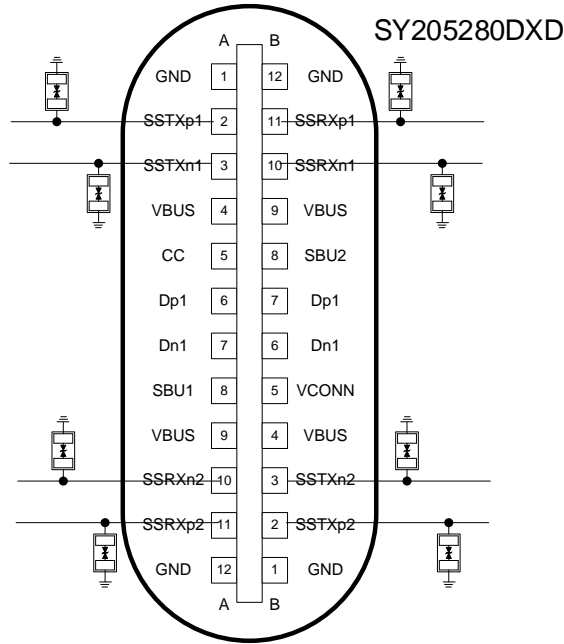 SY205280DXD
A B
GND 1 12 GND
SSTXp1 2 11 SSRXp1
SSTXn1 3 10 SSRXn1
VBUS 4 9 VBUS
CC 5 8 SBU2
Dp1 6 7 Dp1
Dn1 7 6 Dn1
SBU1 8 5 VCONN
VBUS 9 4 VBUS
SSRXn2 10 3 SSTXn2
SSRXp2 11 2 SSTXp2
GND 12 1 GND
A B